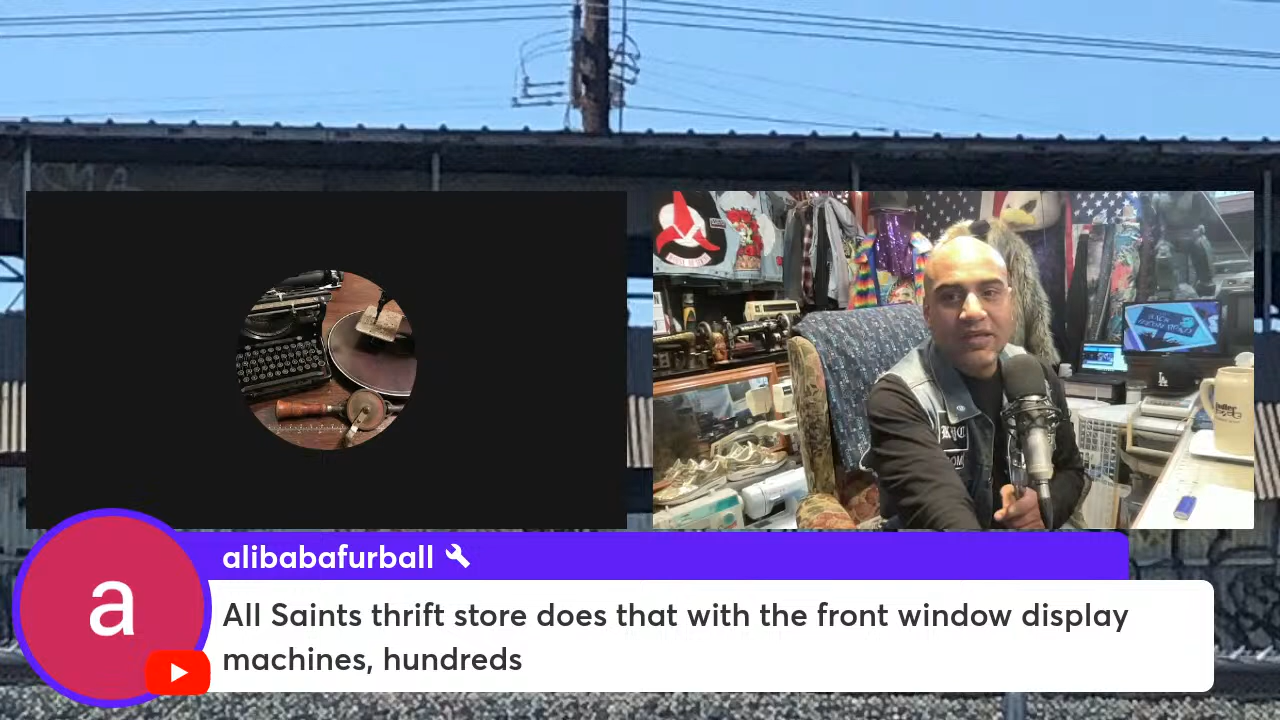 alibabafurball
a
All Saints thrift store does that with the front window display
machines, hundreds